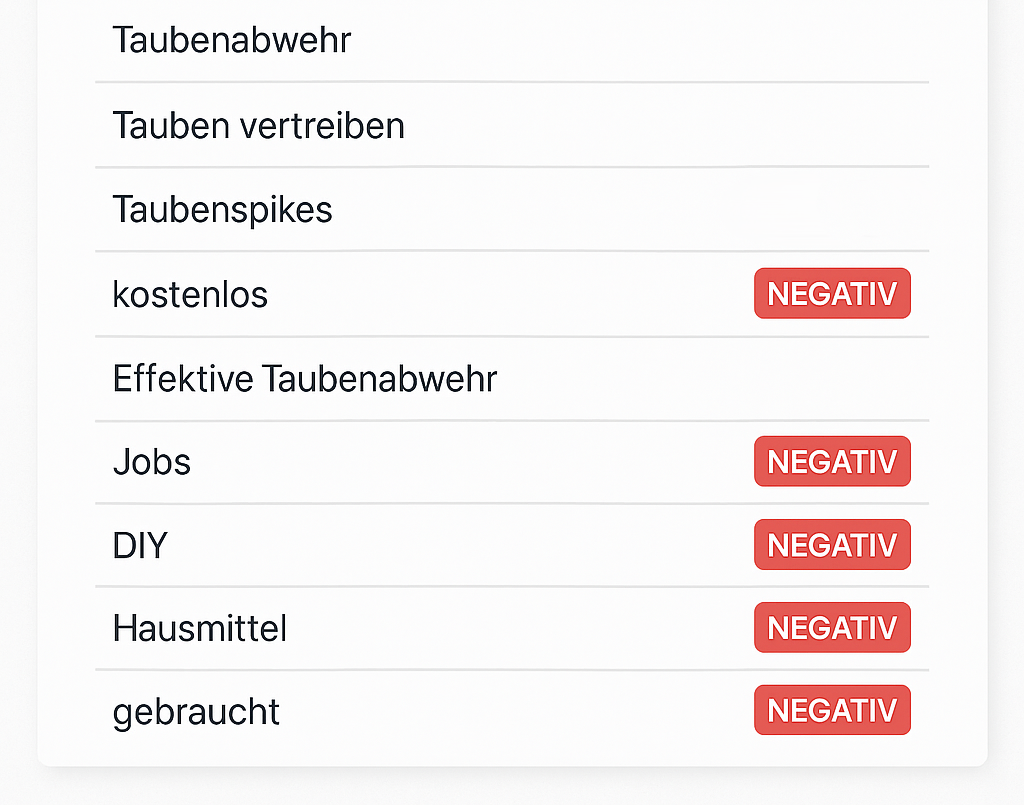 Taubenabwehr
Tauben vertreiben
Taubenspikes
kostenlos NEGATIV
Effektive Taubenabwehr
Jobs NEGATIV
DIY NEGATIV
Hausmittel NEGATIV
gebraucht NEGATIV